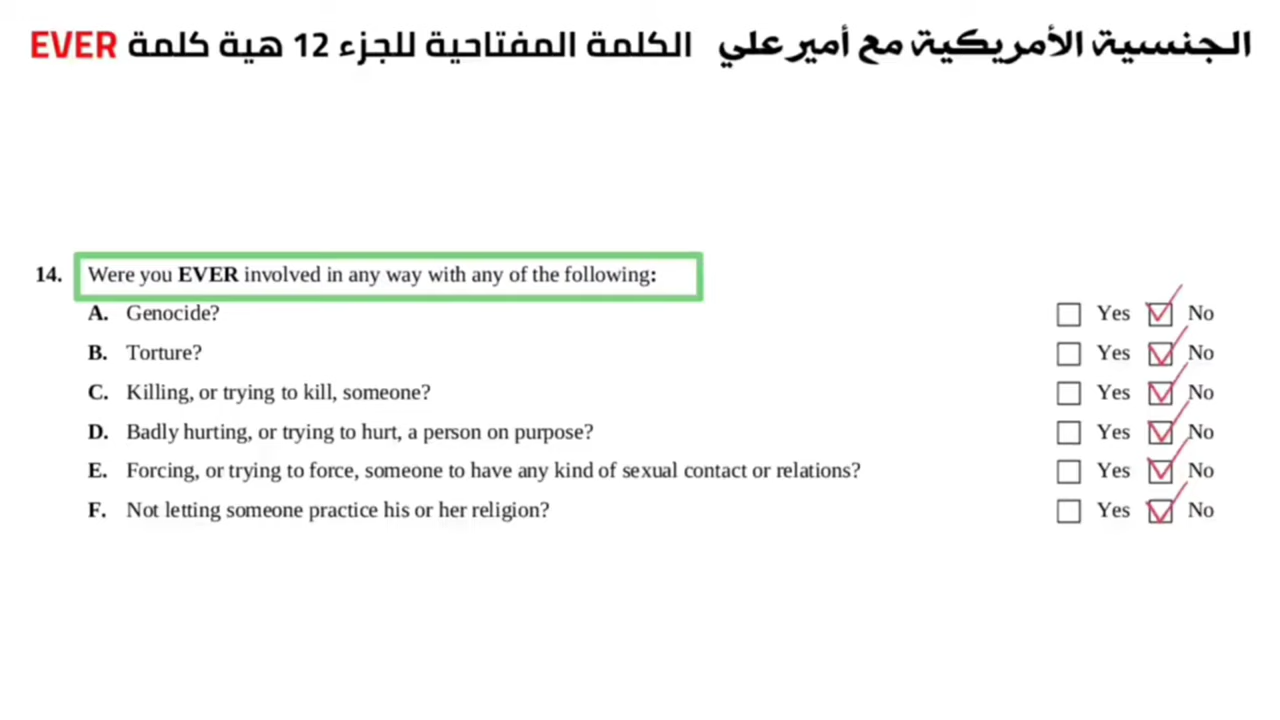 الجنسية الأمريكية مع أمير علي الكلمة المفتاحية للجزء 12 هية كلمة EVER
14. Were you EVER involved in any way with any of the following:
A. Genocide? Yes No
B. Torture? Yes No
C. Killing, or trying to kill, someone? Yes No
D. Badly hurting, or trying to hurt, a person on purpose? Yes No
E. Forcing, or trying to force, someone to have any kind of sexual contact or relations? Yes No
F. Not letting someone practice his or her religion? Yes No